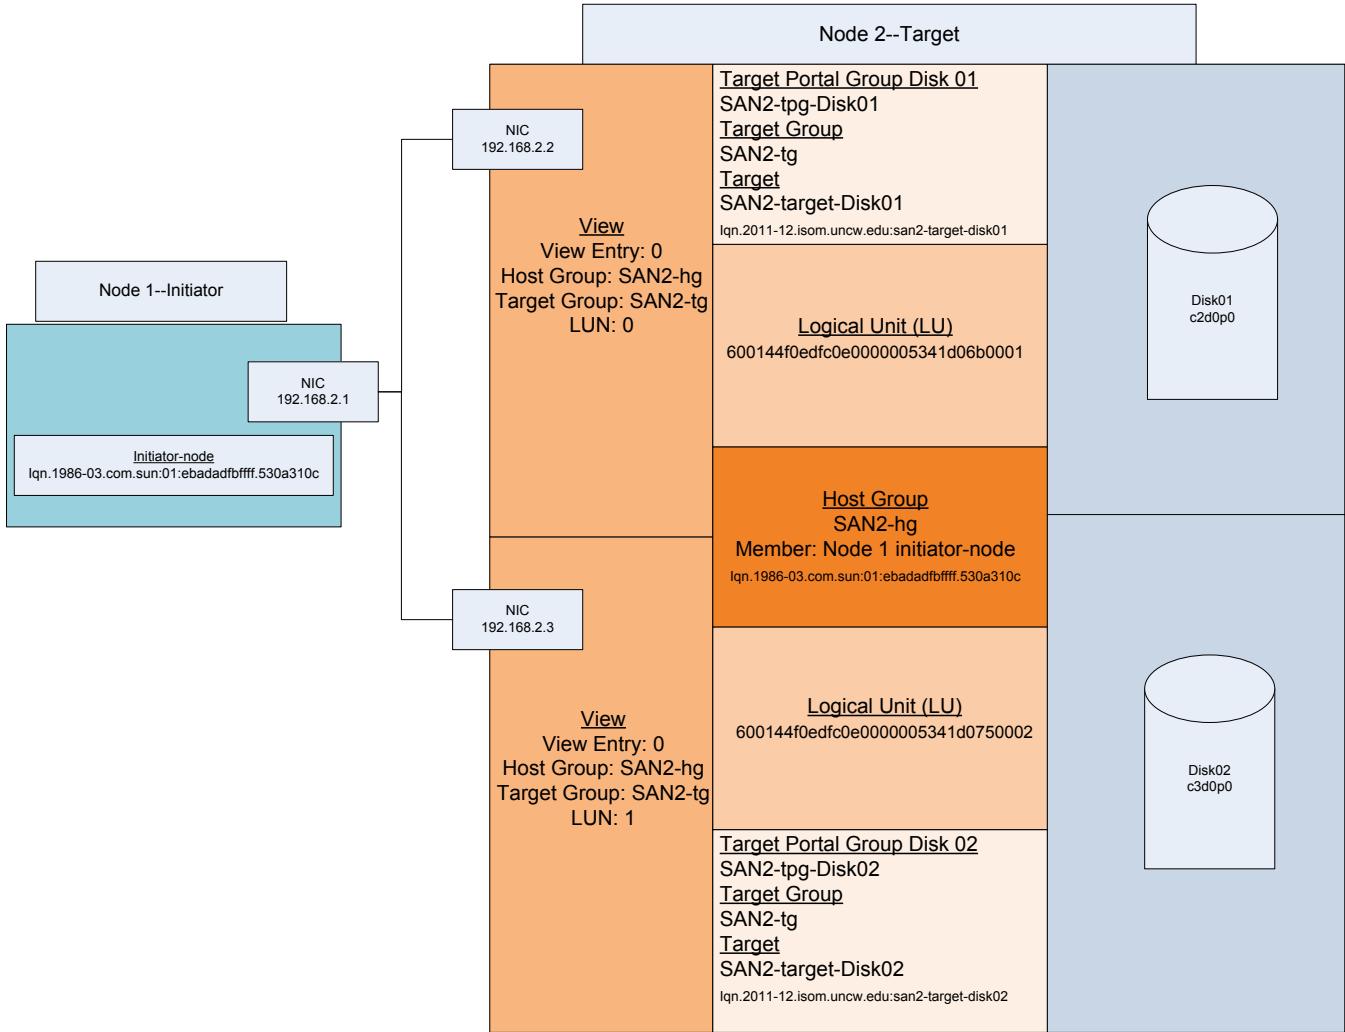 Node 2--Target
Node 1--Initiator
NIC
192.168.2.1
Initiator-node
Iqn.1986-03.com.sun:01:ebadadfbffff.530a310c
NIC
192.168.2.2
View
View Entry: 0
Host Group: SAN2-hg
Target Group: SAN2-tg
LUN: 0
NIC
192.168.2.3
View
View Entry: 0
Host Group: SAN2-hg
Target Group: SAN2-tg
LUN: 1
Target Portal Group Disk 01
SAN2-tpg-Disk01
Target Group
SAN2-tg
Target
SAN2-target-Disk01
Iqn.2011-12.isom.uncw.edu:san2-target-disk01
Logical Unit (LU)
600144f0edfc0e0000005341d06b0001
Host Group
SAN2-hg
Member: Node 1 initiator-node
Iqn.1986-03.com.sun:01:ebadadfbffff.530a310c
Logical Unit (LU)
600144f0edfc0e0000005341d0750002
Target Portal Group Disk 02
SAN2-tpg-Disk02
Target Group
SAN2-tg
Target
SAN2-target-Disk02
Iqn.2011-12.isom.uncw.edu:san2-target-disk02
Disk01
c2d0p0
Disk02
c3d0p0